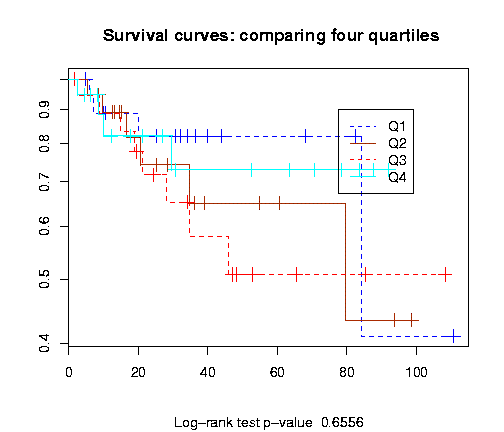 Survival curves: comparing four quartiles
0.9
0.8
0.7
0.6
0.5
0.4
Q1
Q2
Q3
Q4
0 20 40 60 80 100
Log-rank test p-value 0.6556